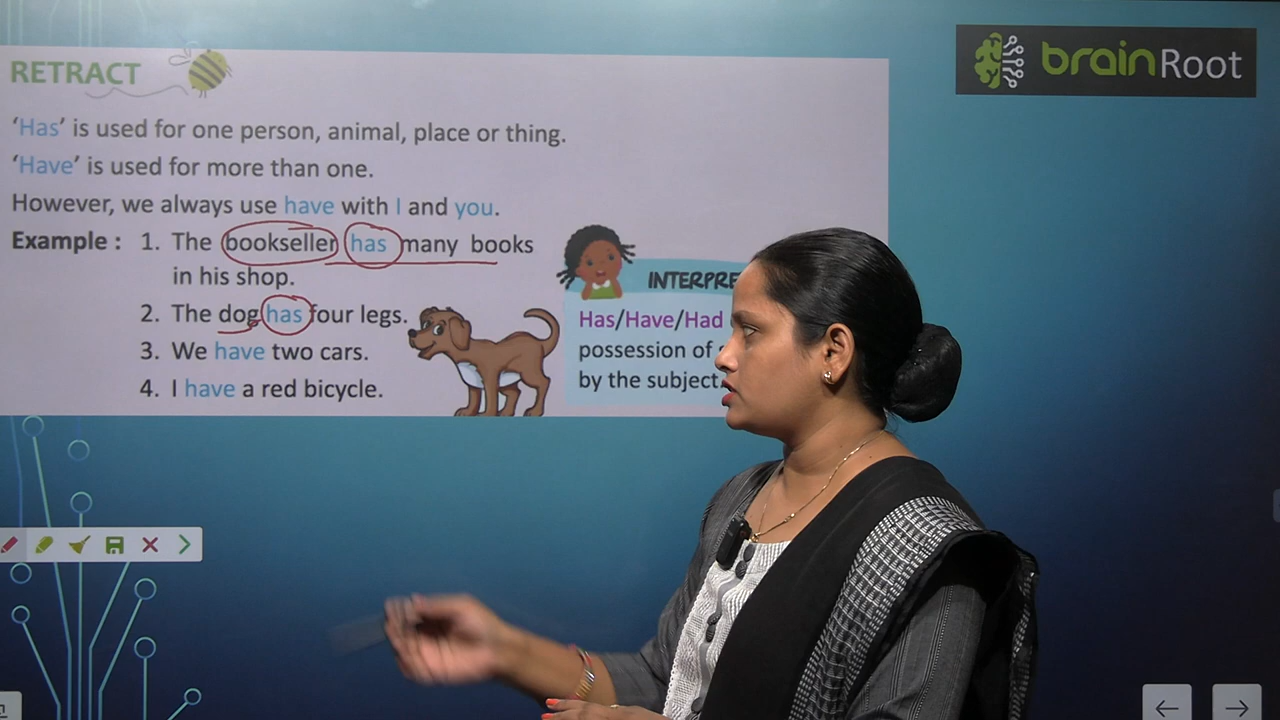 RETRACT
brainRoot
‘Has’ is used for one person, animal, place or thing.
‘Have’ is used for more than one.
However, we always use have with I and you.
Example : 1. The bookseller has many books
in his shop.
2. The dog has four legs.
3. We have two cars.
4. I have a red bicycle.
INTERPRE
Has/Have/Had
possession of
by the subject.